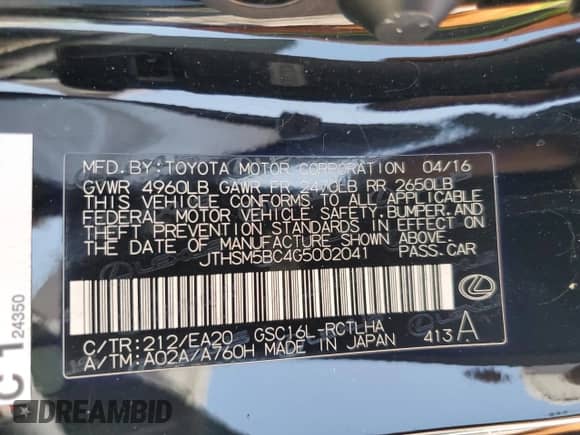 MFD.BY:TOYOTA MOTOR CORPORATION 04/16
GVWR 4960LB GAWR FR 2470LB RR 2650LB
THIS VEHICLE CONFORMS TO ALL APPLICABLE
FEDERAL MOTOR VEHICLE SAFETY,BUMPER,AND
THEFT PREVENTION STANDARDS IN EFFECT ON
THE DATE OF MANUFACTURE SHOWN ABOVE.
JTHSM5BC4G5002041 PASS.CAR
C/TR:212/EA20 GSC16L-RCTLHA
A/TM:A02A/A760H MADE IN JAPAN 413 A
C1
24350
DREAMBID